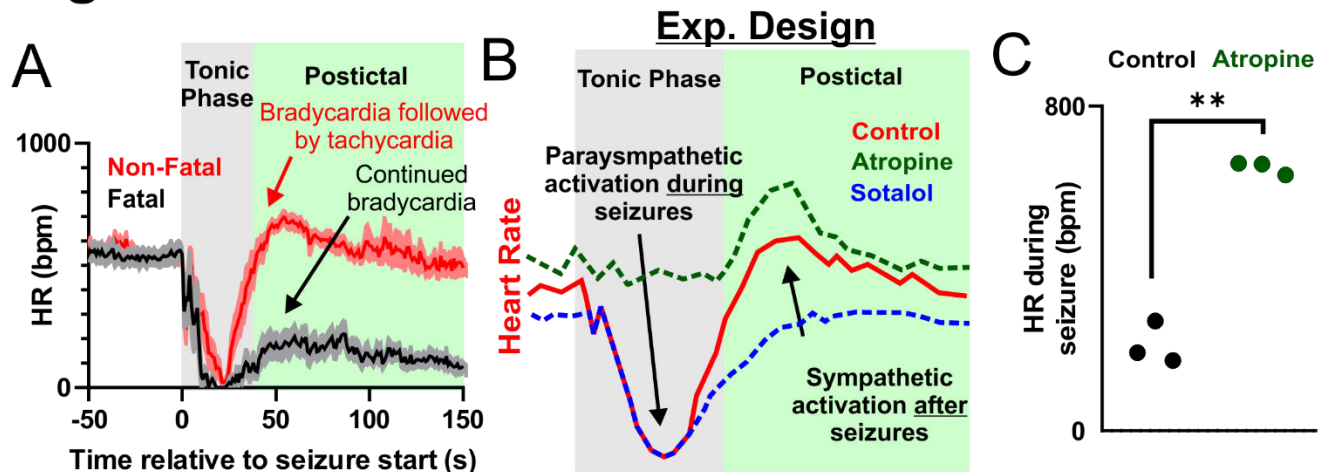 A
Tonic
Phase
Postictal
Bradycardia followed
by tachycardia
Continued
bradycardia
Non-Fatal
Fatal
HR (bpm)
1000
0
-50
0
50
100
150
Time relative to seizure start (s)
Exp. Design
B
Tonic Phase
Postictal
Control
Atropine
Sotalol
Paraysmpathetic
activation during
seizures
Heart Rate
Sympathetic
activation after
seizures
C
Control Atropine
**
HR during
seizure (bpm)
800
0